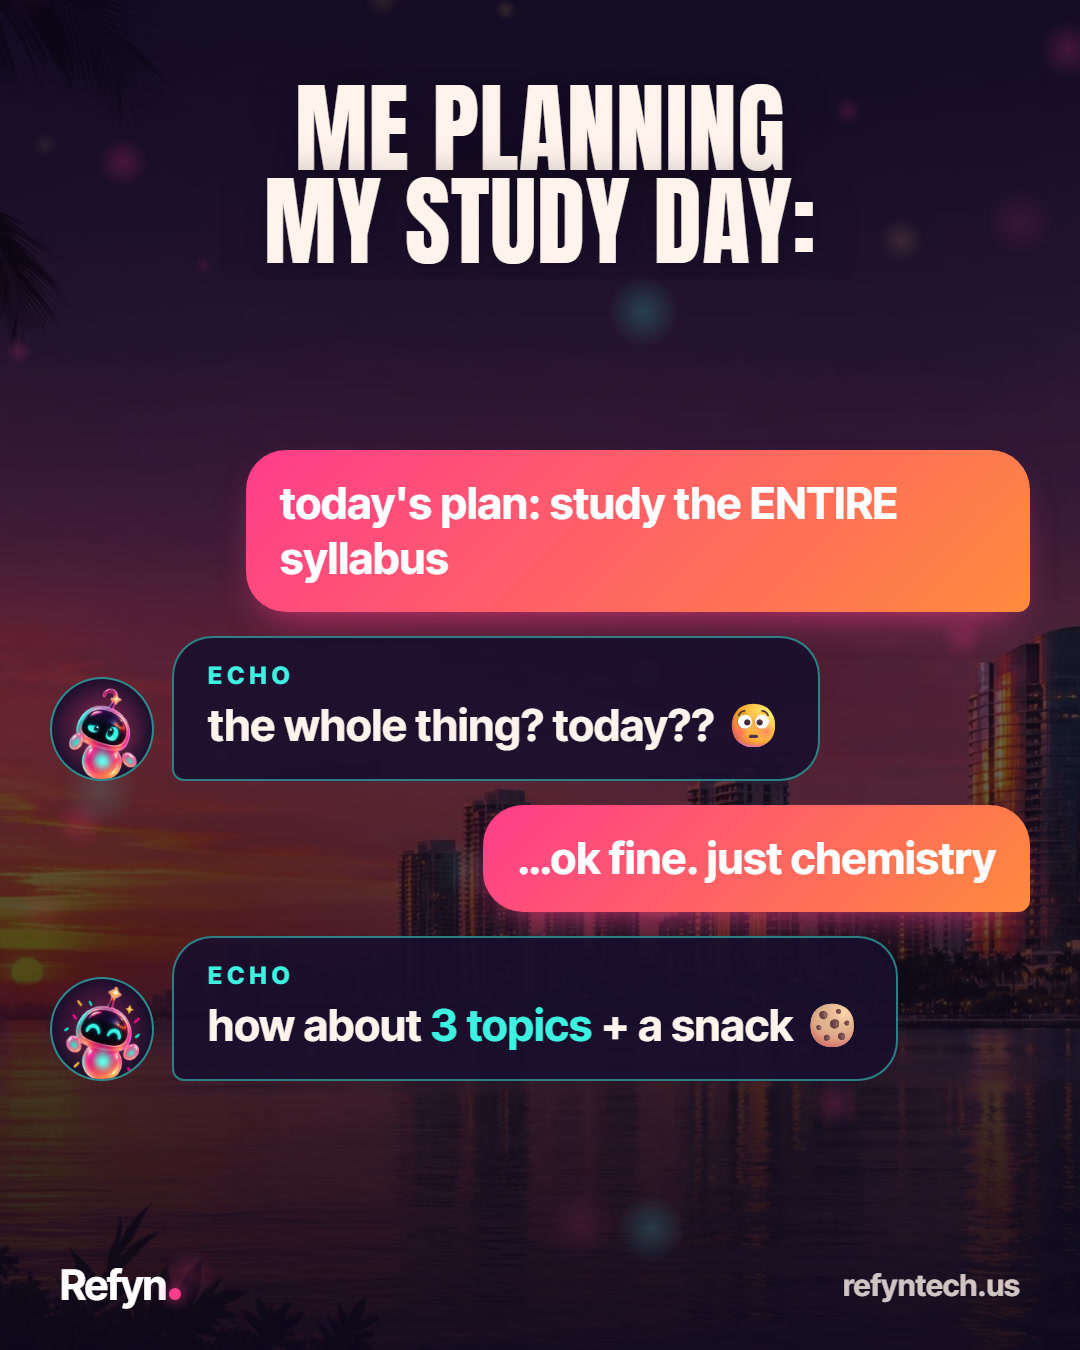 ME PLANNING
MY STUDY DAY:
today's plan: study the ENTIRE
syllabus
ECHO
the whole thing? today?? 😳
...ok fine. just chemistry
ECHO
how about 3 topics + a snack 🍪
Refyn.
refyntech.us